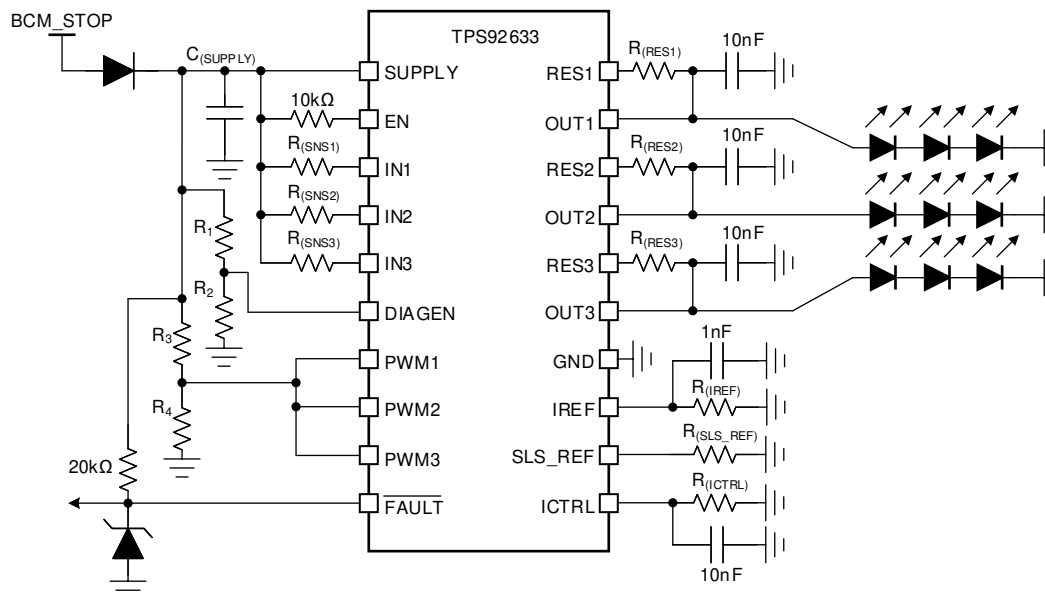 BCM_STOP
C(SUPPLY)
TPS92633
SUPPLY
10kΩ
EN
R(SNS1)
IN1
R(SNS2)
IN2
R(SNS3)
IN3
R1
R2
DIAGEN
R3
PWM1
R4
PWM2
20kΩ
PWM3
FAULT
RES1
R(RES1)
10nF
OUT1
10nF
RES2
R(RES2)
OUT2
10nF
RES3
R(RES3)
OUT3
1nF
GND
R(IREF)
IREF
R(SLS_REF)
SLS_REF
R(ICTRL)
ICTRL
10nF